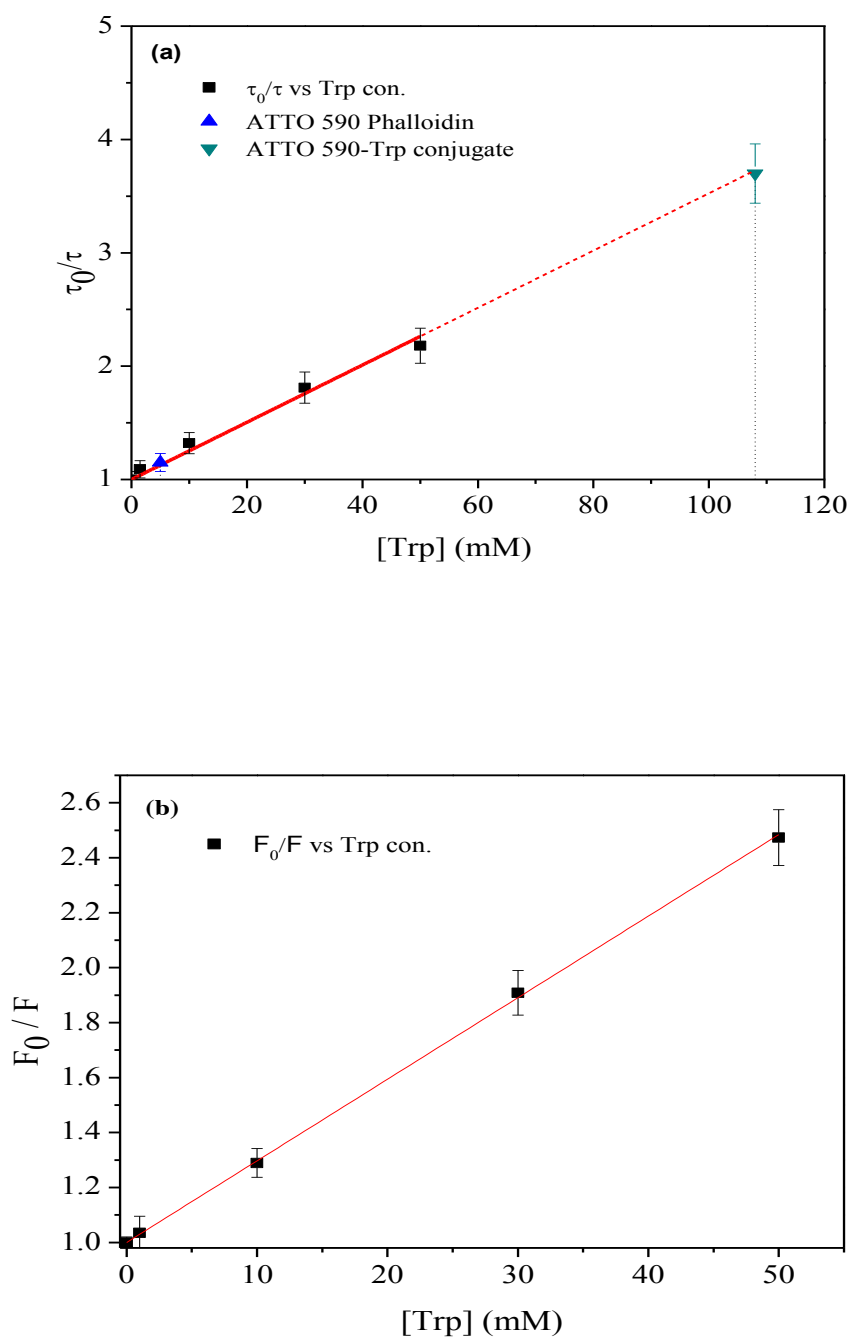 (a)
τ0/τ vs Trp con.
ATTO 590 Phalloidin
ATTO 590-Trp conjugate
5
4
3
2
1
τ0/τ
0 20 40 60 80 100 120
[Trp] (mM)
(b)
F0/F vs Trp con.
2.6
2.4
2.2
2.0
1.8
1.6
1.4
1.2
1.0
F0 / F
0 10 20 30 40 50
[Trp] (mM)